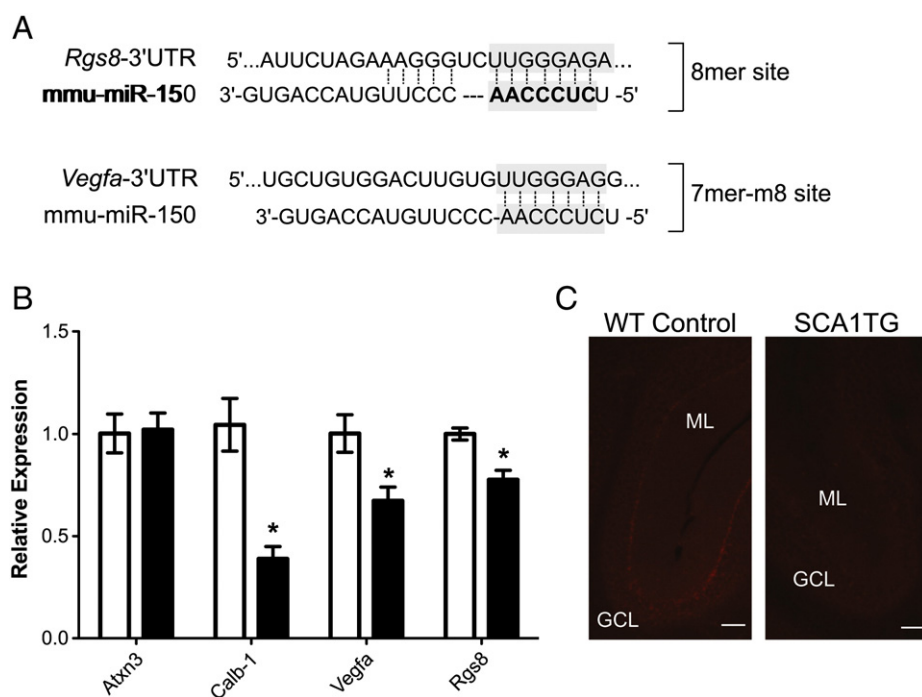 A
Rgs8-3'UTR 5'...AUUCUAGAAAGGGUCUUGGGAGA...
mmu-miR-150 3'-GUGACCAUGUUCCC --- AACCCUCU -5'
8mer site
Vegfa-3'UTR 5'...UGCUGUGGACUUGUGUUGGGAGG...
mmu-miR-150 3'-GUGACCAUGUUCCC-AACCCUCU -5'
7mer-m8 site
B
Relative Expression
1.5
1.0
0.5
0.0
*
*
*
Atxn3 Calb-1 Vegfa Rgs8
C
WT Control SCA1TG
ML
ML
GCL
GCL